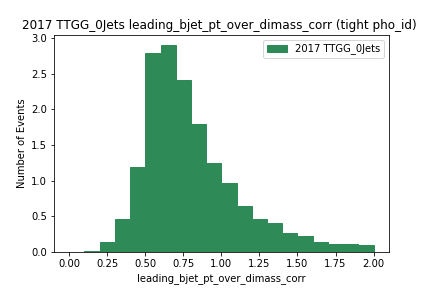 2017 TTGG_0Jets leading_bjet_pt_over_dimass_corr (tight pho_id)
3.0
2.5
2.0
1.5
1.0
0.5
0.0
Number of Events
2017 TTGG_0Jets
0.00 0.25 0.50 0.75 1.00 1.25 1.50 1.75 2.00
leading_bjet_pt_over_dimass_corr